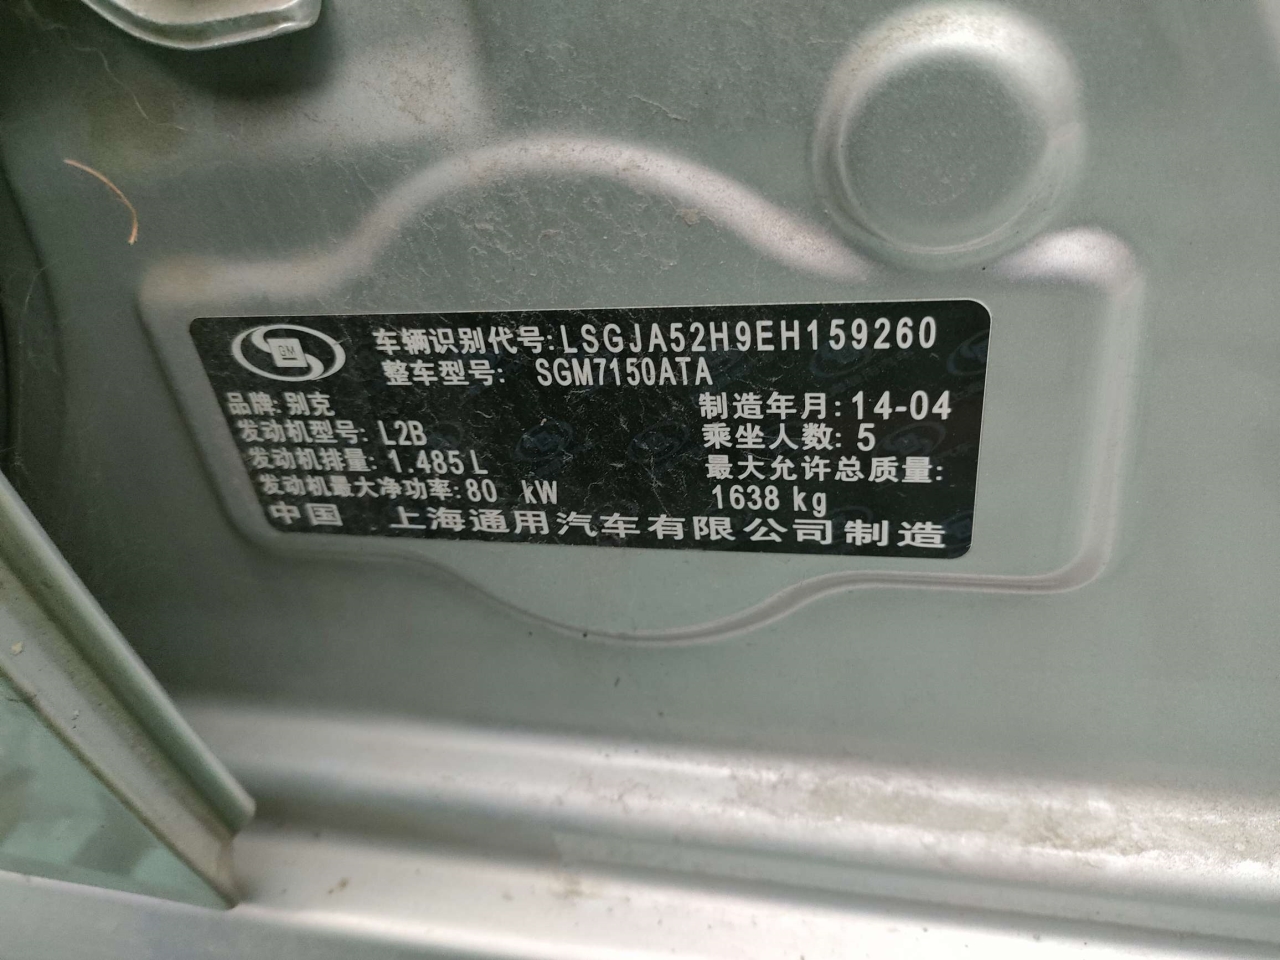 GM
车辆识别代号:LSGJA52H9EH159260
整车型号: SGM7150ATA
品牌: 别克
制造年月:14-04
发动机型号: L2B
乘坐人数: 5
发动机排量: 1.485 L
最大允许总质量:
发动机最大净功率:80 kW
1638 kg
中国 上海通用汽车有限公司制造